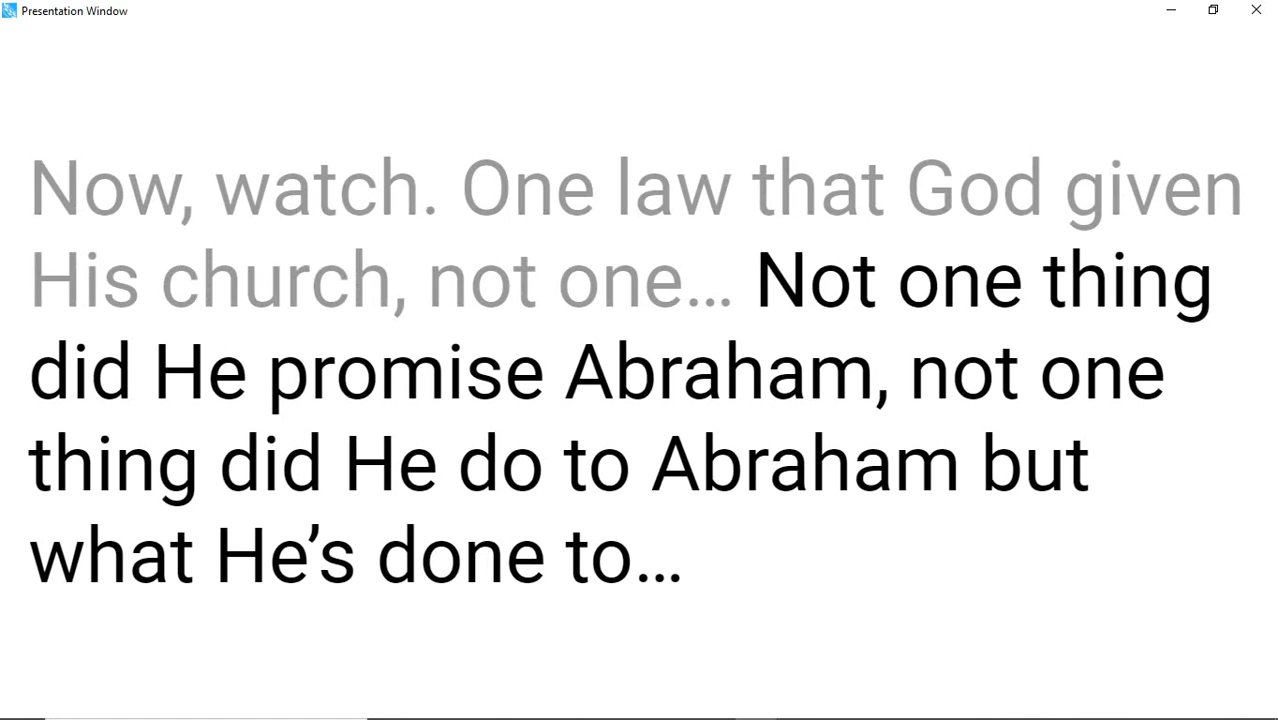 Presentation Window
Now, watch. One law that God given
His church, not one… Not one thing
did He promise Abraham, not one
thing did He do to Abraham but
what He’s done to…